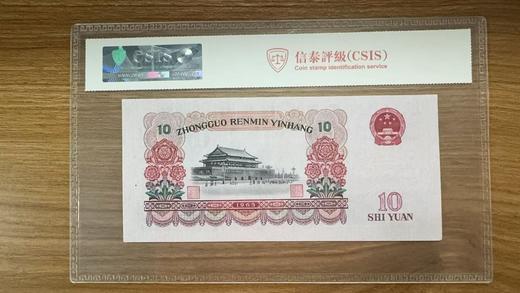 CSIS
信泰評級(CSIS)
Coin stamp identification service
10 ZHONGGUO RENMIN YINHANG 10
1965
10
SHI YUAN